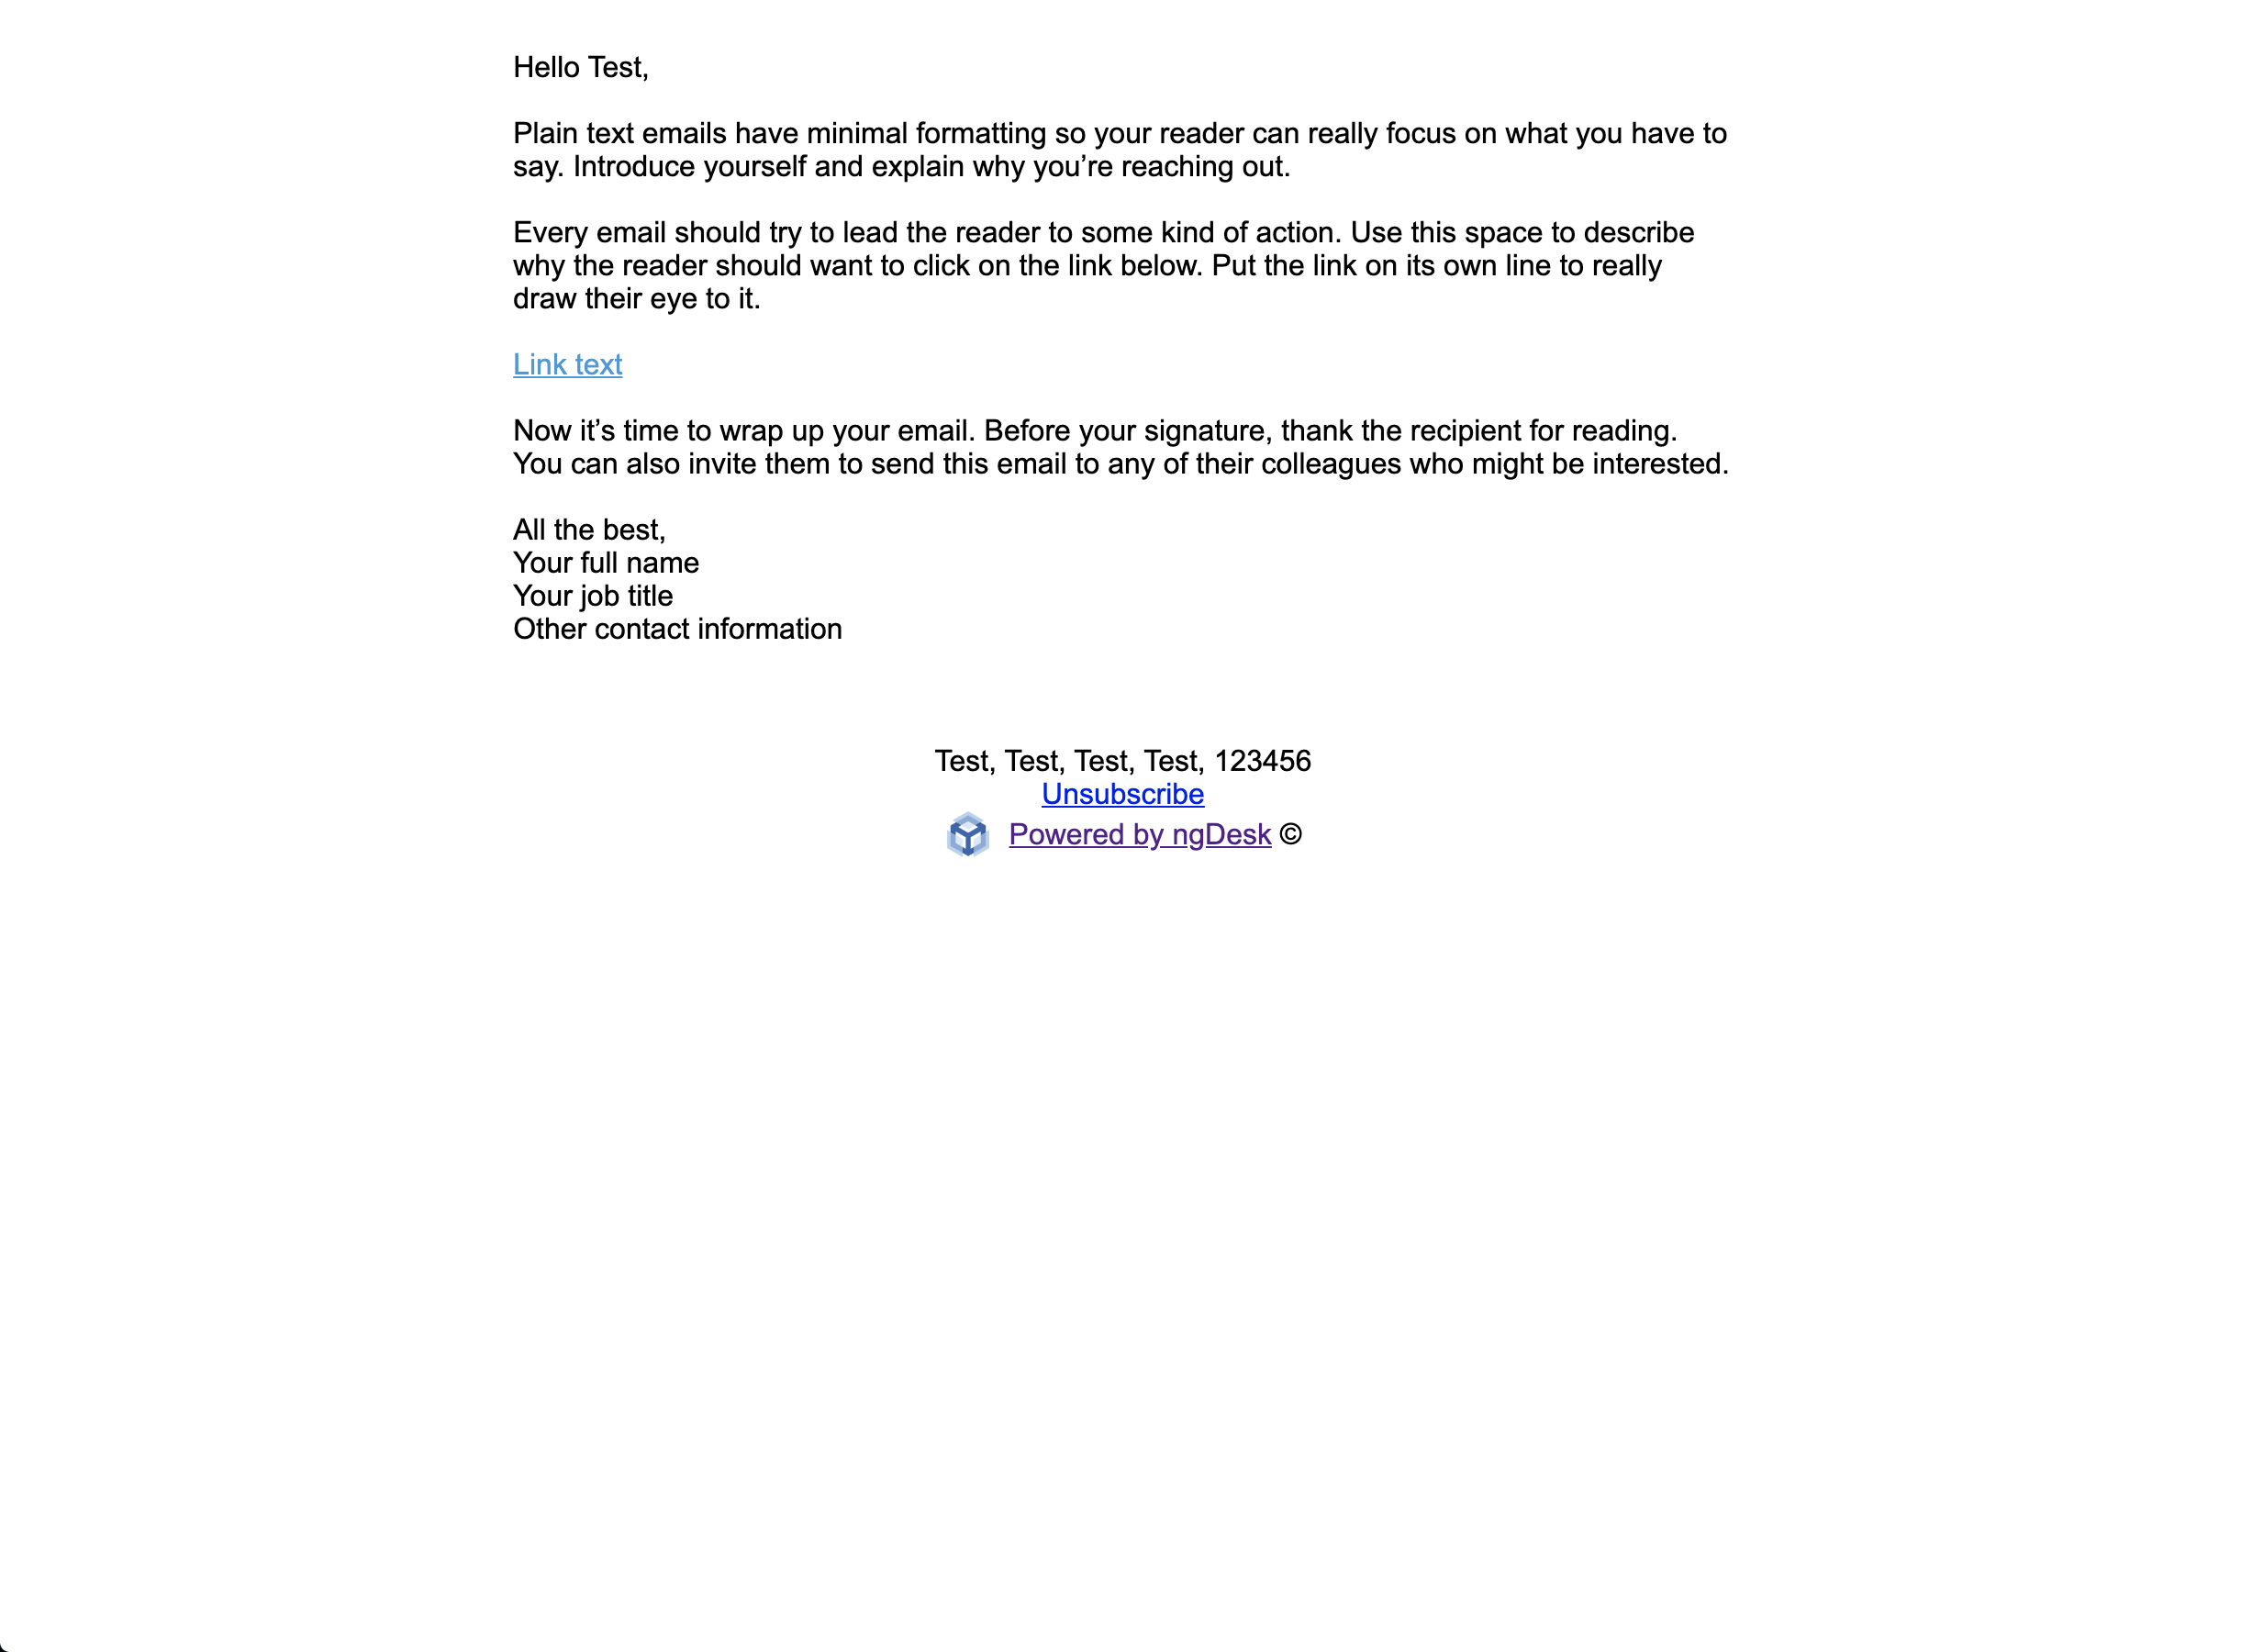 Hello Test,
Plain text emails have minimal formatting so your reader can really focus on what you have to
say. Introduce yourself and explain why you’re reaching out.
Every email should try to lead the reader to some kind of action. Use this space to describe
why the reader should want to click on the link below. Put the link on its own line to really
draw their eye to it.
Link text
Now it’s time to wrap up your email. Before your signature, thank the recipient for reading.
You can also invite them to send this email to any of their colleagues who might be interested.
All the best,
Your full name
Your job title
Other contact information
Test, Test, Test, Test, 123456
Unsubscribe
Powered by ngDesk ©